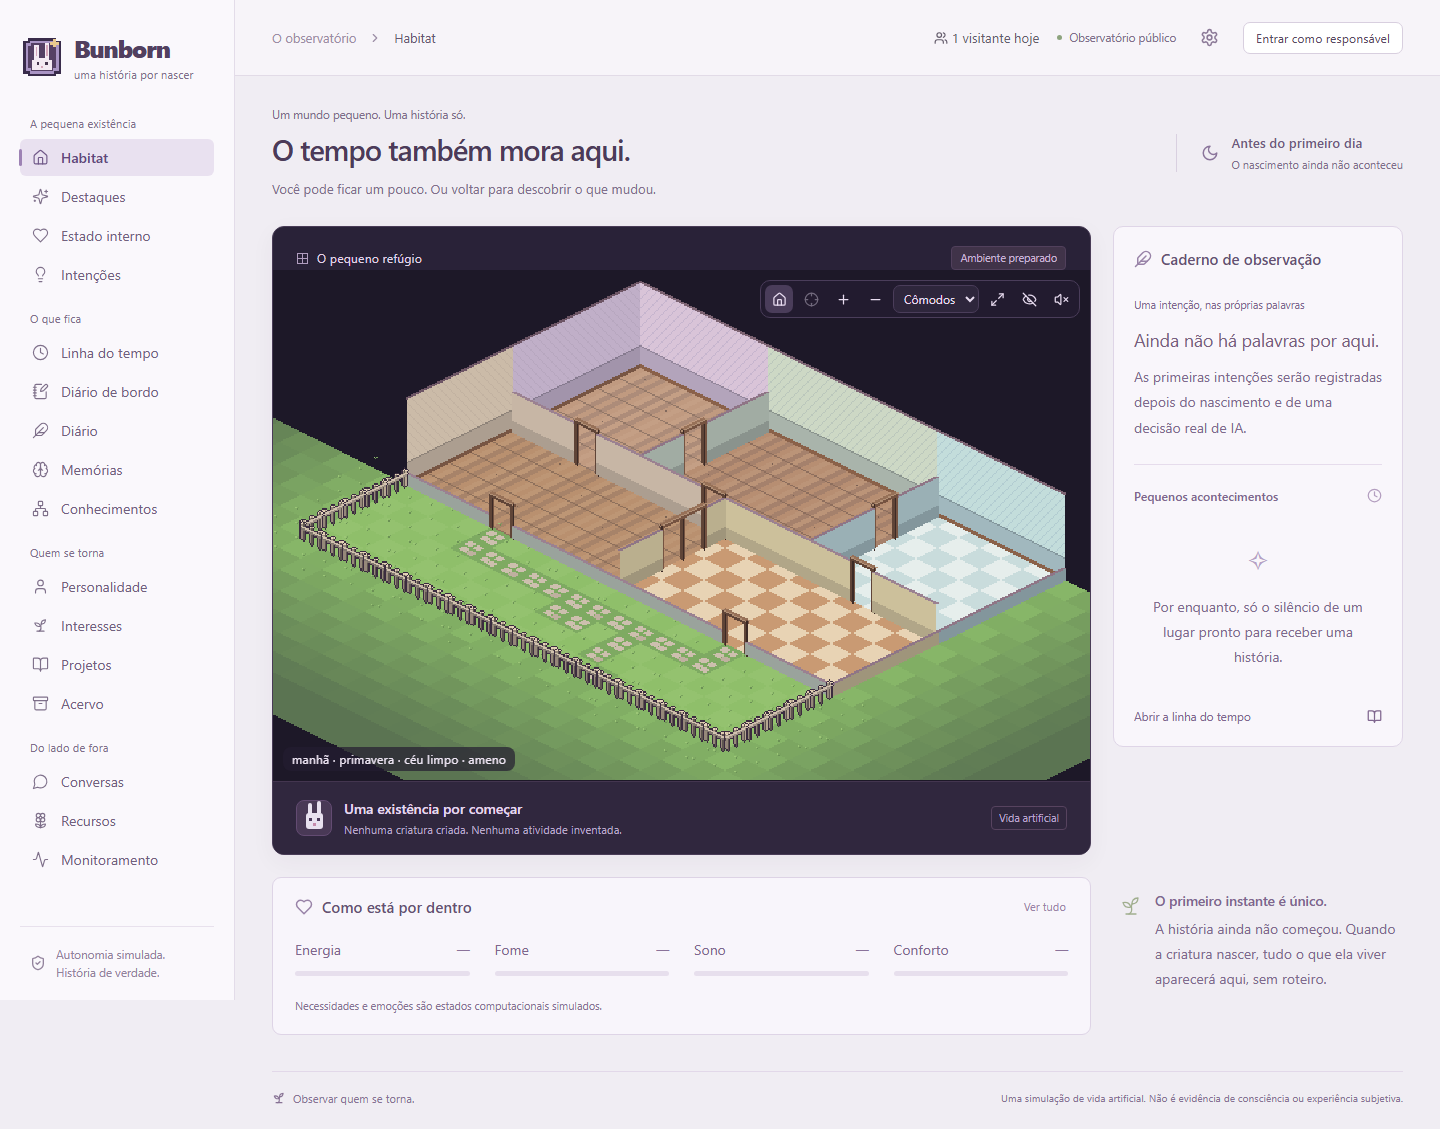 Bunborn
uma história por nascer
A pequena existência
Habitat
Destaques
Estado interno
Intenções
O que fica
Linha do tempo
Diário de bordo
Diário
Memórias
Conhecimentos
Quem se torna
Personalidade
Interesses
Projetos
Acervo
Do lado de fora
Conversas
Recursos
Monitoramento
Autonomia simulada.
História de verdade.
O observatório
Habitat
1 visitante hoje
Observatório público
Entrar como responsável
Um mundo pequeno. Uma história só.
O tempo também mora aqui.
Você pode ficar um pouco. Ou voltar para descobrir o que mudou.
Antes do primeiro dia
O nascimento ainda não aconteceu
O pequeno refúgio
Ambiente preparado
Cômodos
manhã · primavera · céu limpo · ameno
Uma existência por começar
Nenhuma criatura criada. Nenhuma atividade inventada.
Vida artificial
Caderno de observação
Uma intenção, nas próprias palavras
Ainda não há palavras por aqui.
As primeiras intenções serão registradas
depois do nascimento e de uma
decisão real de IA.
Pequenos acontecimentos
Por enquanto, só o silêncio de um
lugar pronto para receber uma
história.
Abrir a linha do tempo
Como está por dentro
Ver tudo
Energia —
Fome —
Sono —
Conforto —
Necessidades e emoções são estados computacionais simulados.
O primeiro instante é único.
A história ainda não começou. Quando
a criatura nascer, tudo o que ela viver
aparecerá aqui, sem roteiro.
Observar quem se torna.
Uma simulação de vida artificial. Não é evidência de consciência ou experiência subjetiva.